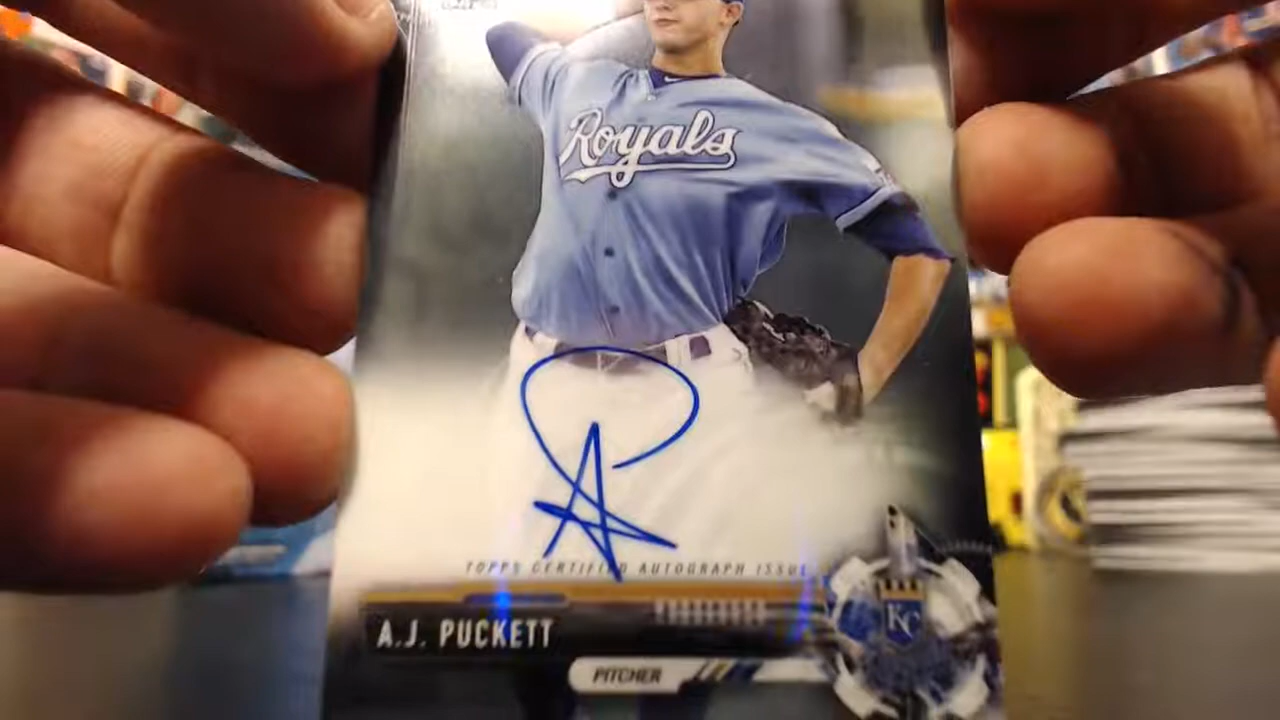 Royals
TOPPS CERTIFIED AUTOGRAPH ISSUE
A.J. PUCKETT
KC
PITCHER